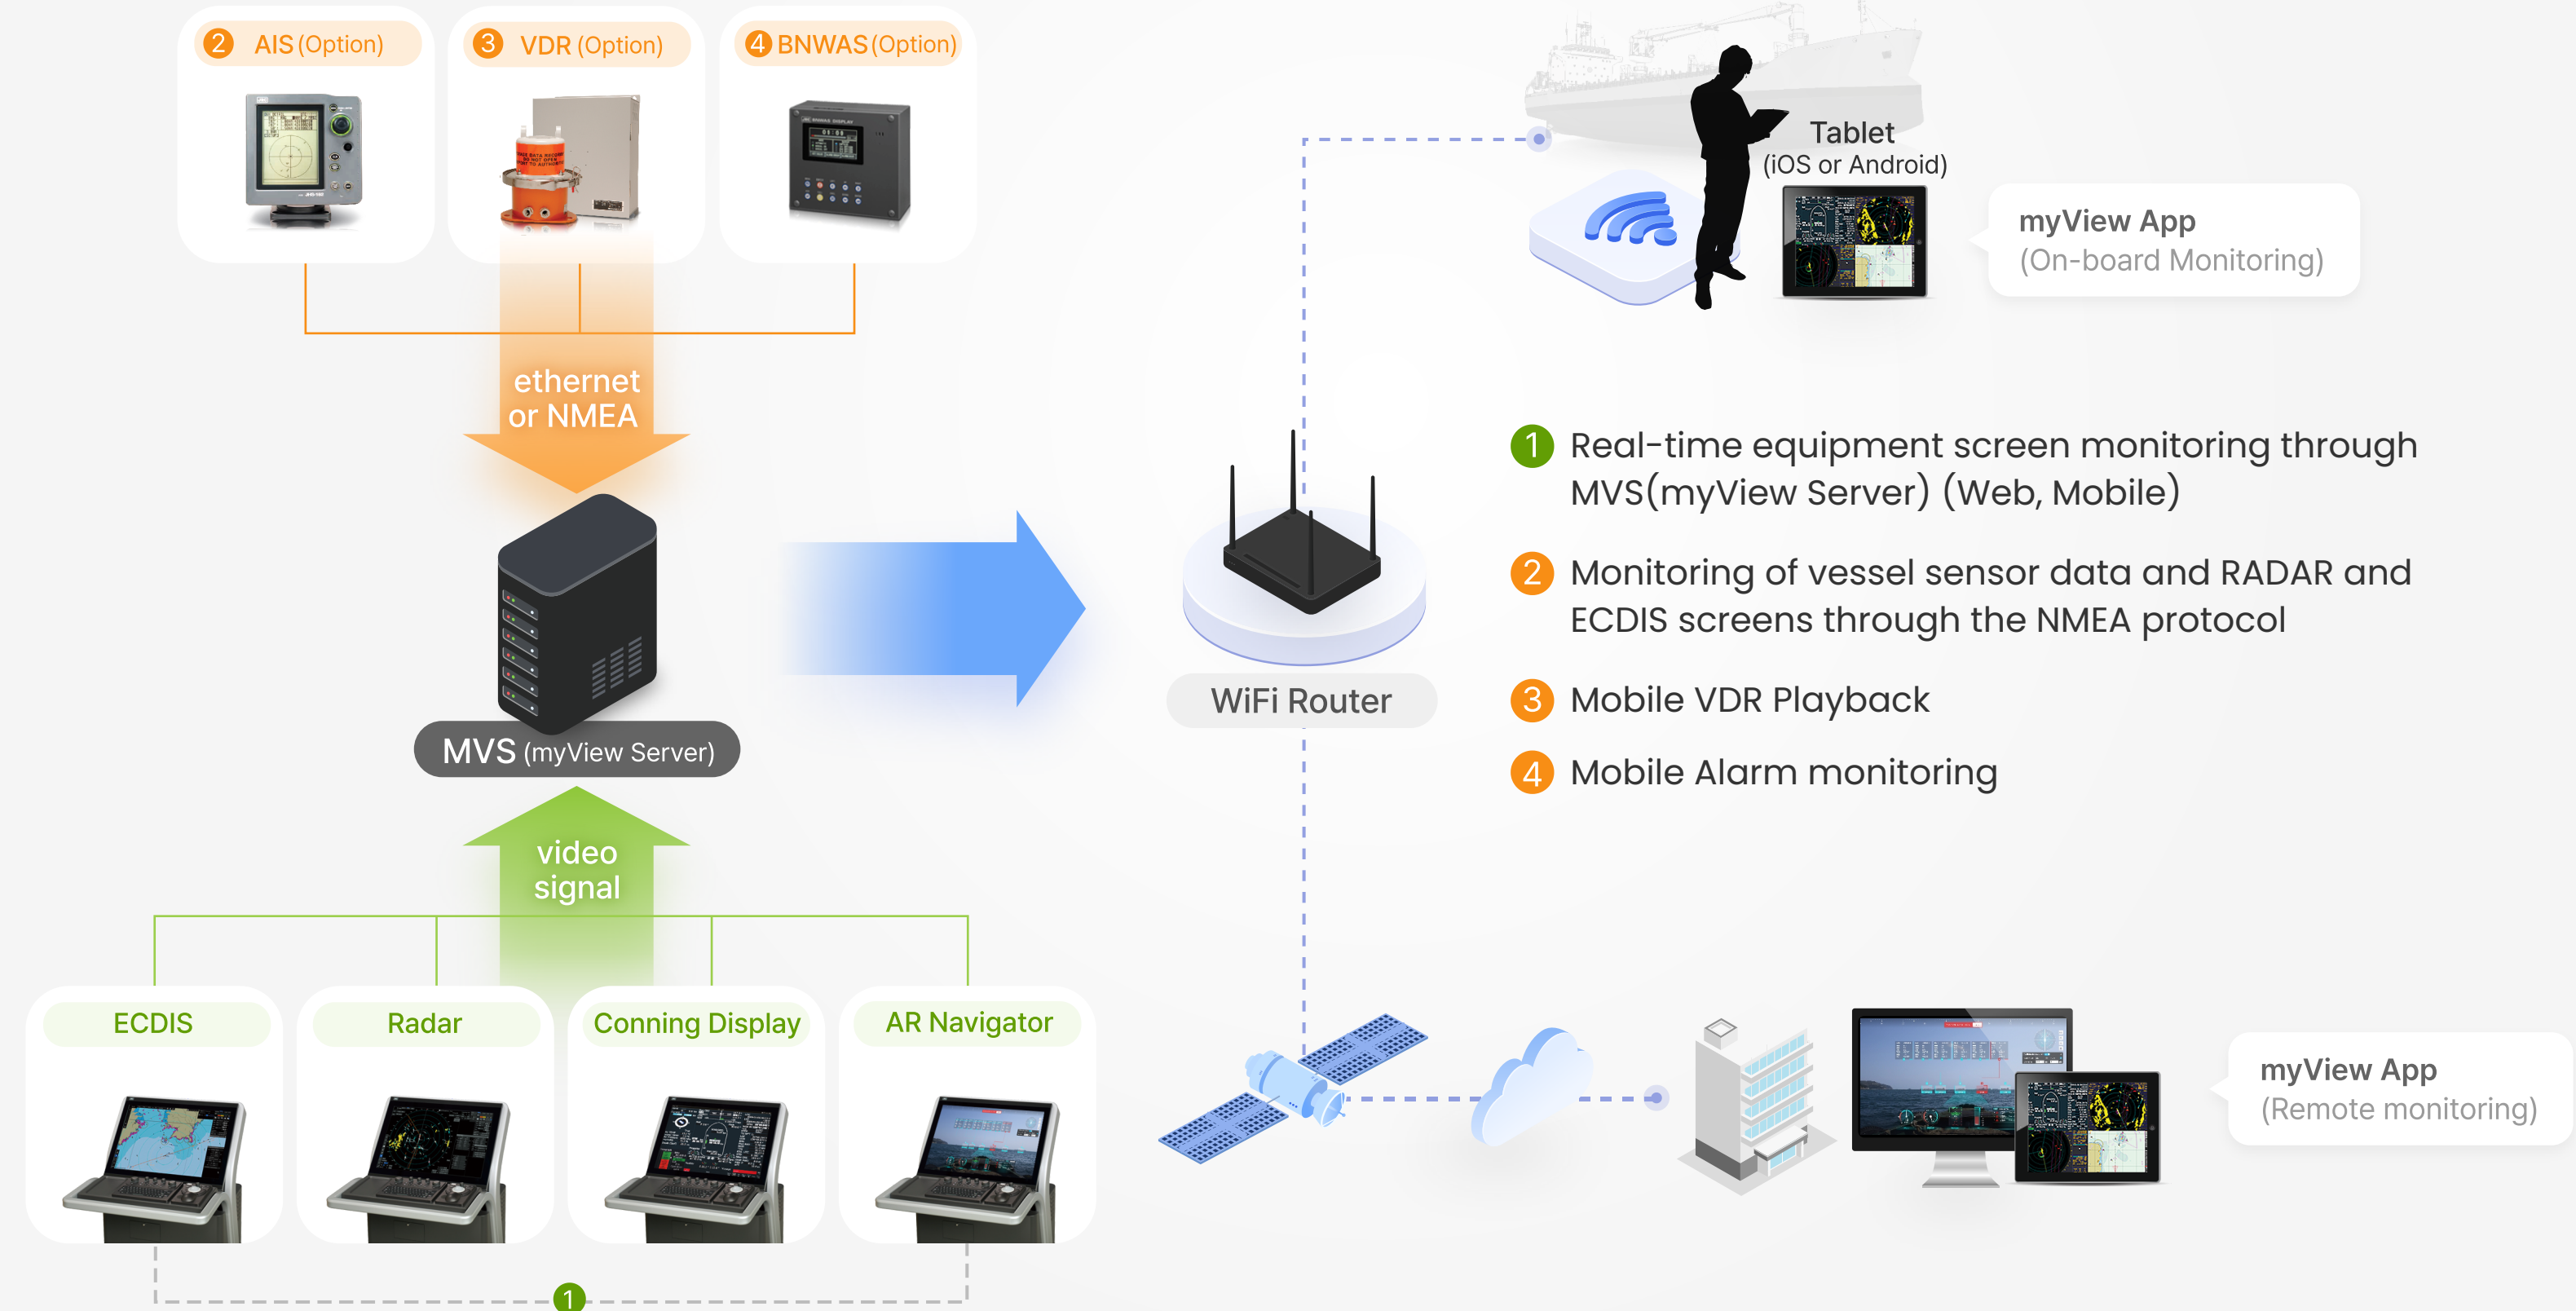 2 AIS (Option)
3 VDR (Option)
4 BNWAS (Option)
JRC
BNWAS DISPLAY
ethernet
or NMEA
MVS (myView Server)
video
signal
ECDIS
Radar
Conning Display
AR Navigator
1
WiFi Router
Tablet
(iOS or Android)
myView App
(On-board Monitoring)
1 Real-time equipment screen monitoring through
MVS(myView Server) (Web, Mobile)
2 Monitoring of vessel sensor data and RADAR and
ECDIS screens through the NMEA protocol
3 Mobile VDR Playback
4 Mobile Alarm monitoring
myView App
(Remote monitoring)